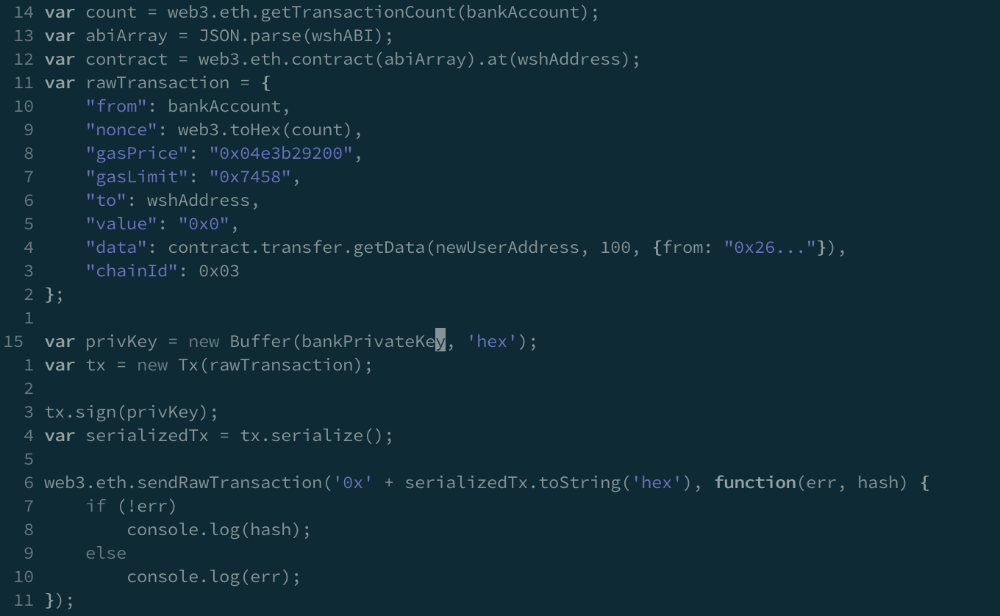 14 var count = web3.eth.getTransactionCount(bankAccount);
13 var abiArray = JSON.parse(wshABI);
12 var contract = web3.eth.contract(abiArray).at(wshAddress);
11 var rawTransaction = {
10     "from": bankAccount,
9     "nonce": web3.toHex(count),
8     "gasPrice": "0x04e3b29200",
7     "gasLimit": "0x7458",
6     "to": wshAddress,
5     "value": "0x0",
4     "data": contract.transfer.getData(newUserAddress, 100, {from: "0x26..."}),
3     "chainId": 0x03
2 };
1
15 var privKey = new Buffer(bankPrivateKey, 'hex');
1 var tx = new Tx(rawTransaction);
2
3 tx.sign(privKey);
4 var serializedTx = tx.serialize();
5
6 web3.eth.sendRawTransaction('0x' + serializedTx.toString('hex'), function(err, hash) {
7     if (!err)
8         console.log(hash);
9     else
10         console.log(err);
11 });